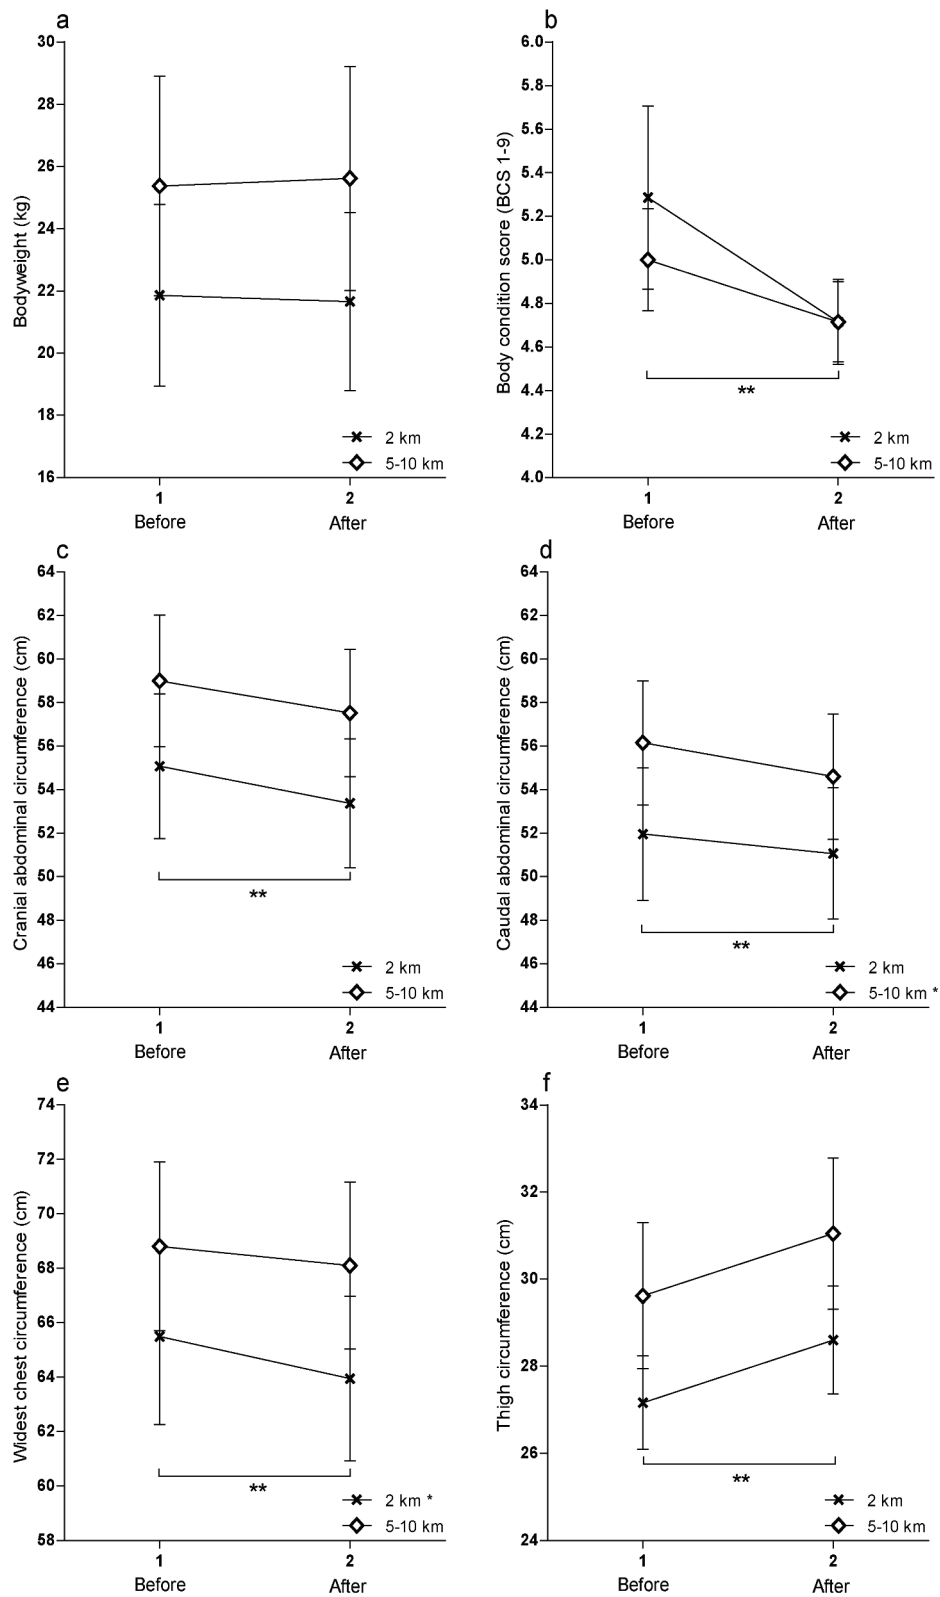 a
Bodyweight (kg)
30
28
26
24
22
20
18
16
2 km
5-10 km
1
2
Before
After
b
Body condition score (BCS 1-9)
6.0
5.8
5.6
5.4
5.2
5.0
4.8
4.6
4.4
4.2
4.0
**
2 km
5-10 km
1
2
Before
After
c
Cranial abdominal circumference (cm)
64
62
60
58
56
54
52
50
48
46
44
**
2 km
5-10 km
1
2
Before
After
d
Caudal abdominal circumference (cm)
64
62
60
58
56
54
52
50
48
46
44
**
2 km
5-10 km *
1
2
Before
After
e
Widest chest circumference (cm)
74
72
70
68
66
64
62
60
58
**
2 km *
5-10 km
1
2
Before
After
f
Thigh circumference (cm)
34
32
30
28
26
24
**
2 km
5-10 km
1
2
Before
After